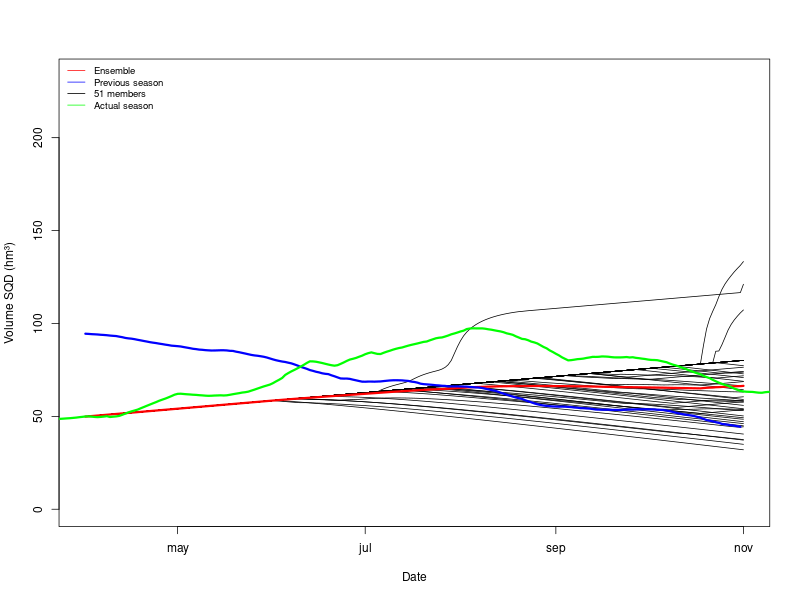 Ensemble
Previous season
51 members
Actual season
Volume SQD (hm³)
200
150
100
50
0
may jul sep nov
Date